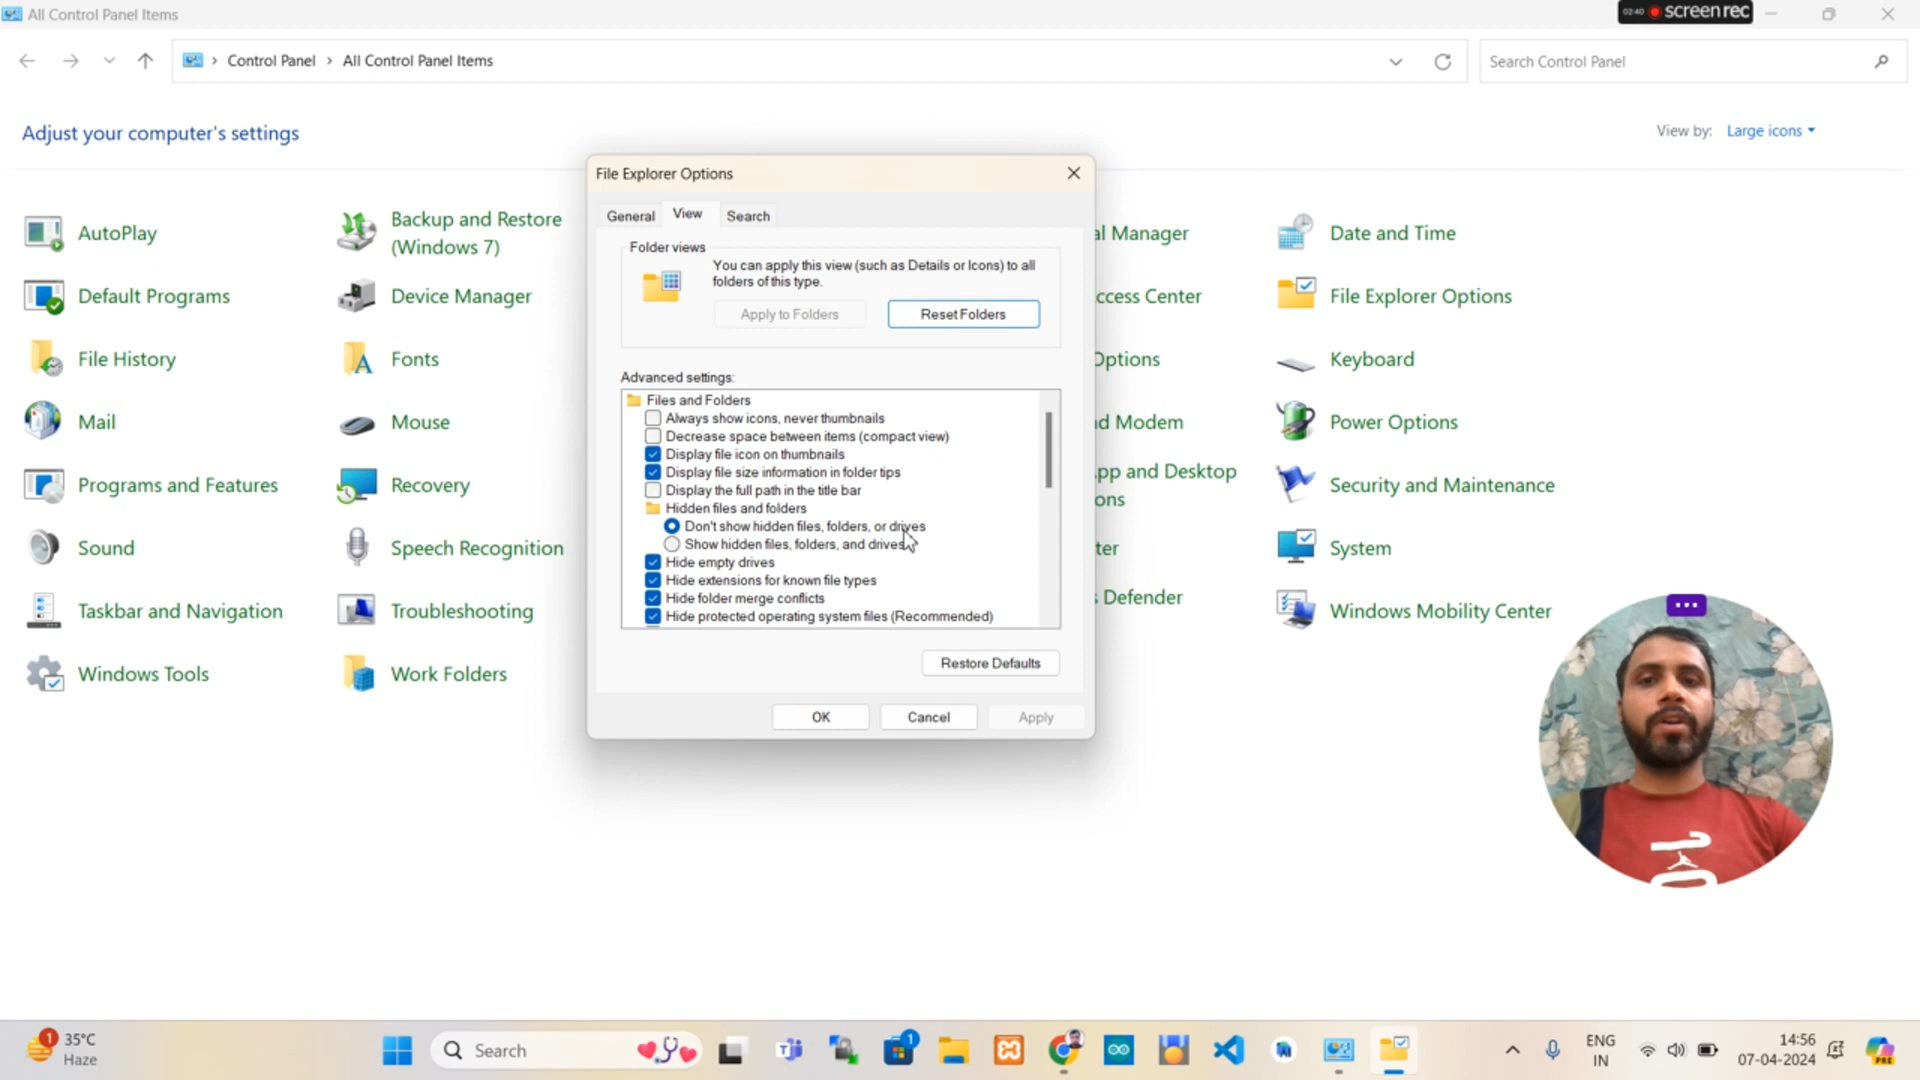 All Control Panel Items
02:40 screenrec
Control Panel › All Control Panel Items
Search Control Panel
Adjust your computer's settings
View by: Large icons
AutoPlay
Backup and Restore
(Windows 7)
al Manager
Date and Time
Default Programs
Device Manager
ccess Center
File Explorer Options
File History
Fonts
Options
Keyboard
Mail
Mouse
d Modem
Power Options
Programs and Features
Recovery
App and Desktop
ons
Security and Maintenance
Sound
Speech Recognition
ter
System
Taskbar and Navigation
Troubleshooting
s Defender
Windows Mobility Center
Windows Tools
Work Folders
File Explorer Options
General View Search
Folder views
You can apply this view (such as Details or Icons) to all
folders of this type.
Apply to Folders Reset Folders
Advanced settings:
Files and Folders
Always show icons, never thumbnails
Decrease space between items (compact view)
Display file icon on thumbnails
Display file size information in folder tips
Display the full path in the title bar
Hidden files and folders
Don't show hidden files, folders, or drives
Show hidden files, folders, and drives
Hide empty drives
Hide extensions for known file types
Hide folder merge conflicts
Hide protected operating system files (Recommended)
Restore Defaults
OK Cancel Apply
1
35°C
Haze
Search
1
ENG
IN
14:56
07-04-2024
PRE